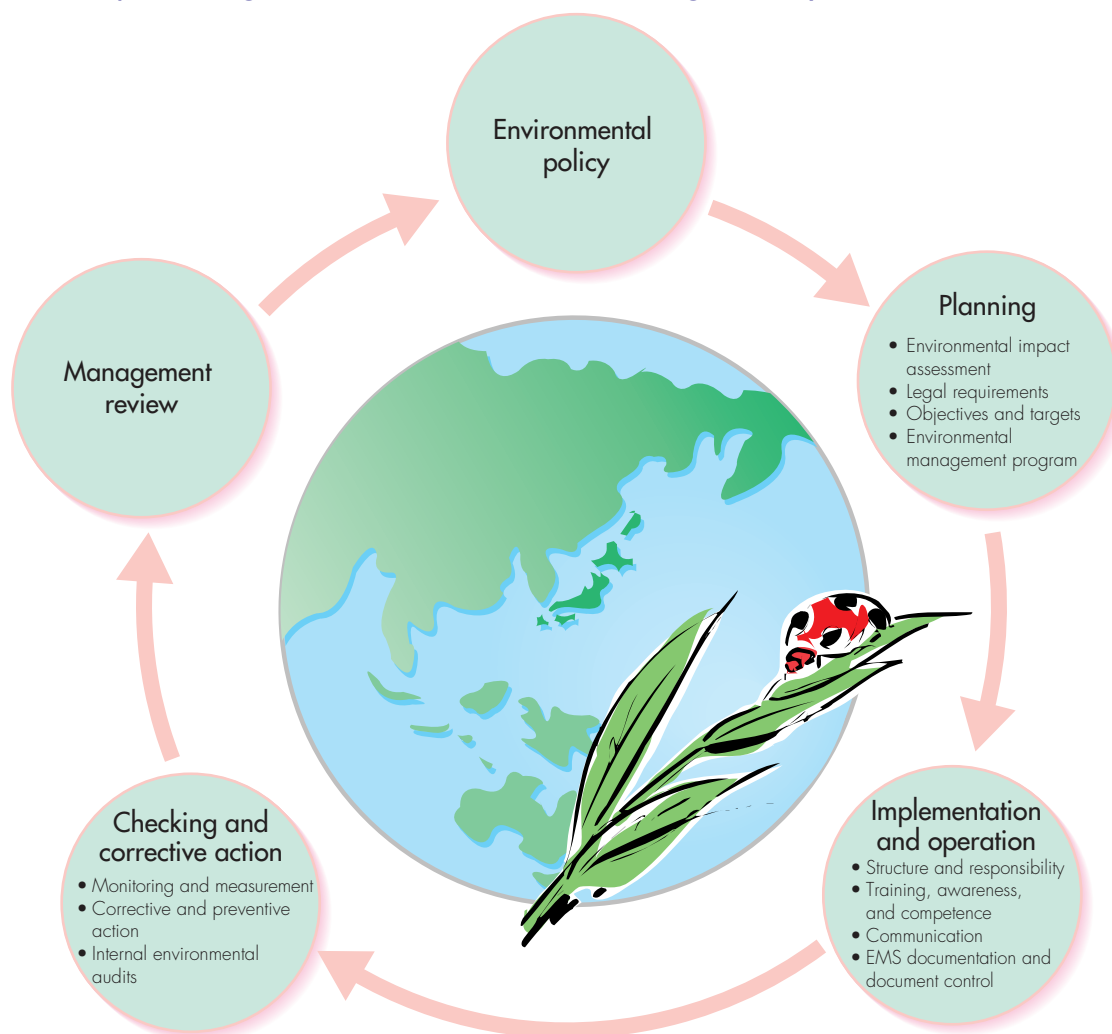 Environmental
policy
Planning
• Environmental impact
assessment
• Legal requirements
• Objectives and targets
• Environmental
management program
Implementation
and operation
• Structure and responsibility
• Training, awareness,
and competence
• Communication
• EMS documentation and
document control
Checking and
corrective action
• Monitoring and measurement
• Corrective and preventive
action
• Internal environmental
audits
Management
review